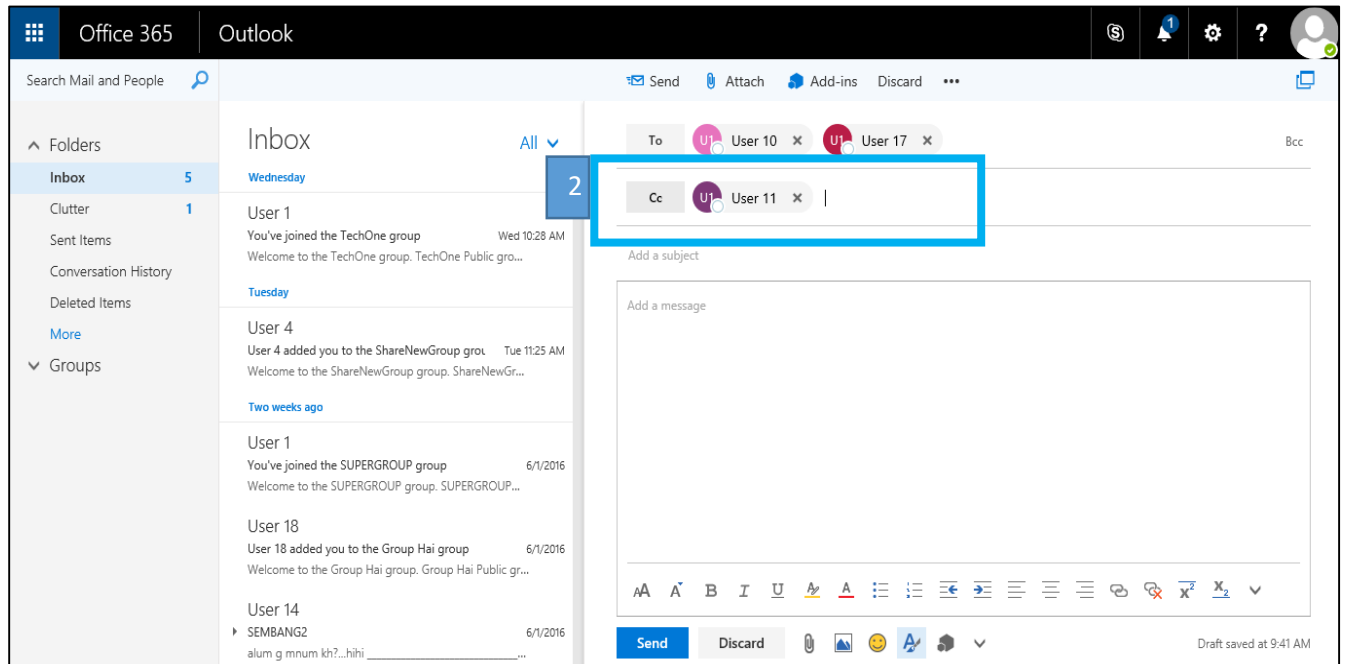 Office 365 Outlook 1 ?
Search Mail and People Send Attach Add-ins Discard •••
Folders
Inbox 5
Clutter 1
Sent Items
Conversation History
Deleted Items
More
Groups
Inbox All
Wednesday
User 1
You've joined the TechOne group Wed 10:28 AM
Welcome to the TechOne group. TechOne Public gro...
Tuesday
User 4
User 4 added you to the ShareNewGroup grou Tue 11:25 AM
Welcome to the ShareNewGroup group. ShareNewGr...
Two weeks ago
User 1
You've joined the SUPERGROUP group 6/1/2016
Welcome to the SUPERGROUP group. SUPERGROUP...
User 18
User 18 added you to the Group Hai group 6/1/2016
Welcome to the Group Hai group. Group Hai Public gr...
User 14
SEMBANG2 6/1/2016
alum g mnum kh?...hihi ______________________...
To U1 User 10 × U1 User 17 × Bcc
2
Cc U1 User 11 ×
Add a subject
Add a message
AA A B I U A x² X₂
Send Discard Draft saved at 9:41 AM